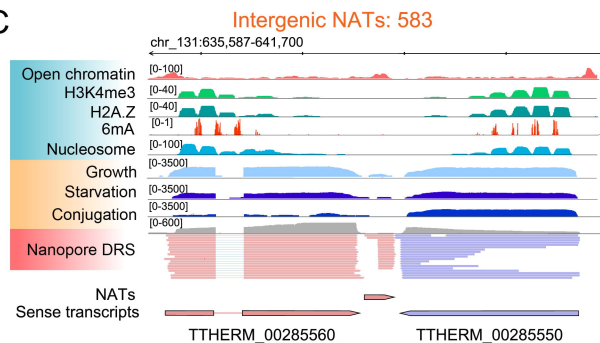 C
Intergenic NATs: 583
chr_131:635,587-641,700
Open chromatin [0-100]
H3K4me3 [0-40]
H2A.Z [0-40]
6mA [0-1]
Nucleosome [0-100]
Growth [0-3500]
Starvation [0-3500]
Conjugation [0-3500]
[0-600]
Nanopore DRS
NATs
Sense transcripts
TTHERM_00285560 TTHERM_00285550